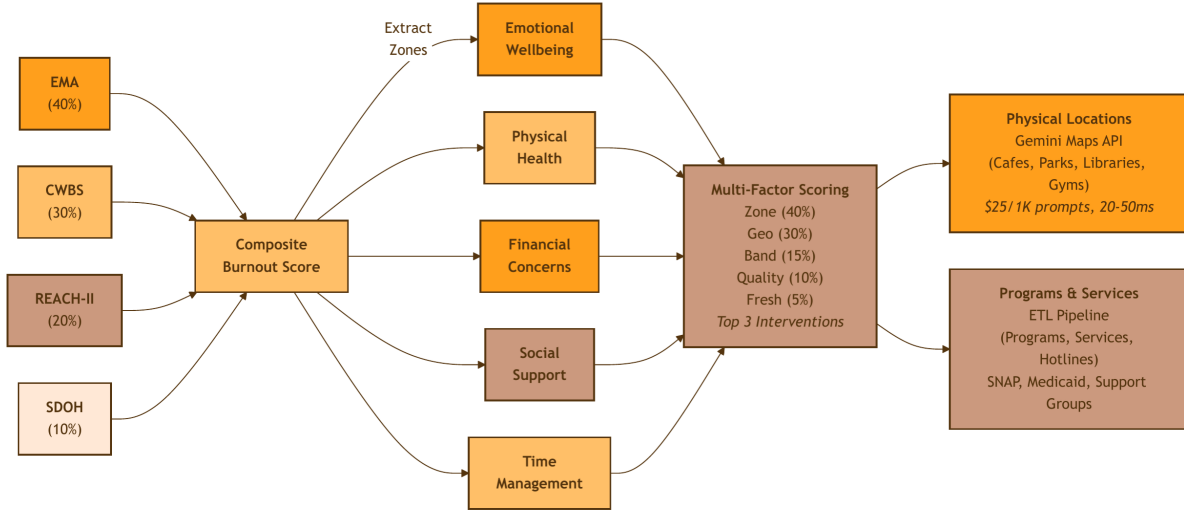 EMA
(40%)
CWBS
(30%)
REACH-II
(20%)
SDOH
(10%)
Composite
Burnout Score
Extract
Zones
Emotional
Wellbeing
Physical
Health
Financial
Concerns
Social
Support
Time
Management
Multi-Factor Scoring
Zone (40%)
Geo (30%)
Band (15%)
Quality (10%)
Fresh (5%)
Top 3 Interventions
Physical Locations
Gemini Maps API
(Cafes, Parks, Libraries,
Gyms)
$25/1K prompts, 20-50ms
Programs & Services
ETL Pipeline
(Programs, Services,
Hotlines)
SNAP, Medicaid, Support
Groups